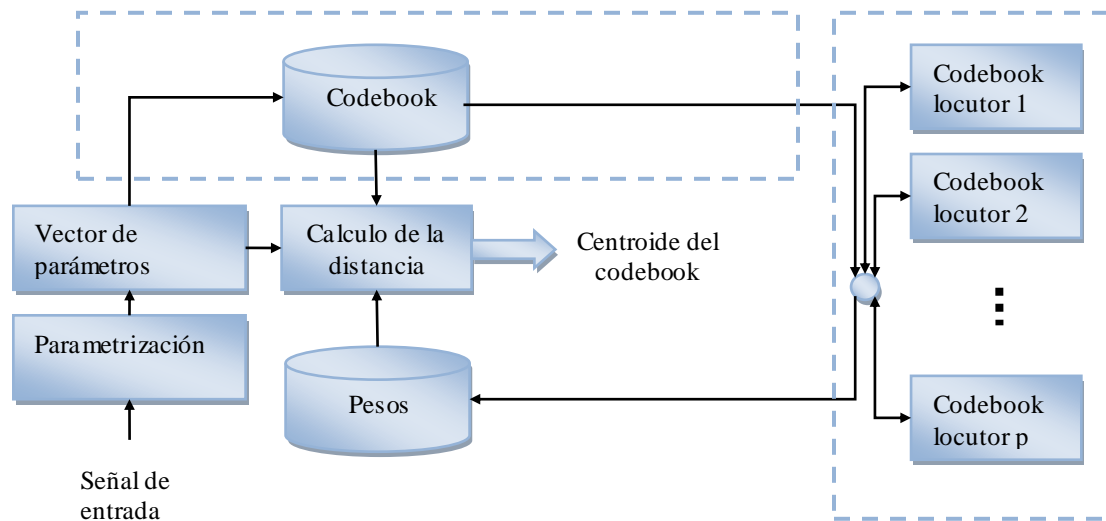 Codebook
Codebook
locutor 1
Codebook
locutor 2
Vector de
parámetros
Calculo de la
distancia
Centroide del
codebook
Parametrización
Pesos
Codebook
locutor p
Señal de
entrada